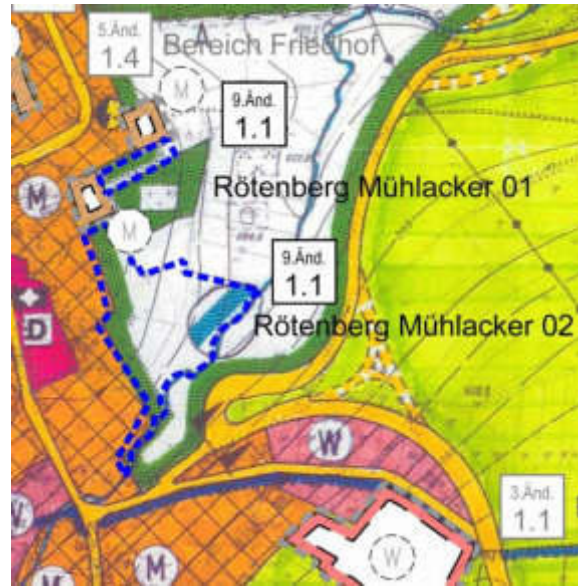 5.Änd.
1.4
Bereich Friedhof
M
9.Änd.
1.1
Rötenberg Mühlacker 01
M
M
9.Änd.
1.1
Rötenberg Mühlacker 02
D
W
W
3.Änd.
1.1
M
M
W